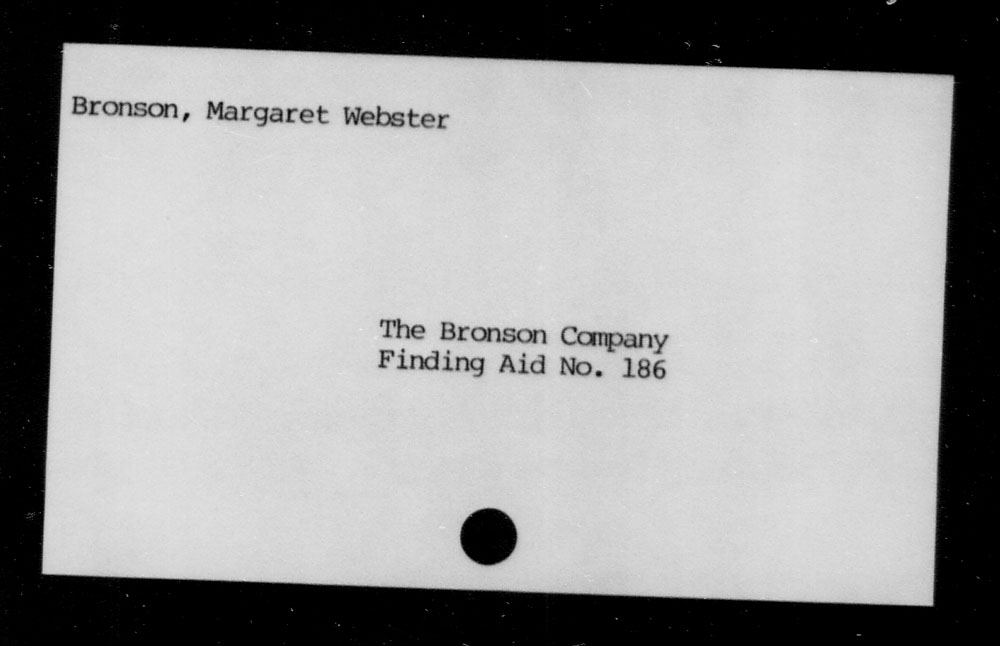 Bronson, Margaret Webster
The Bronson Company
Finding Aid No. 186